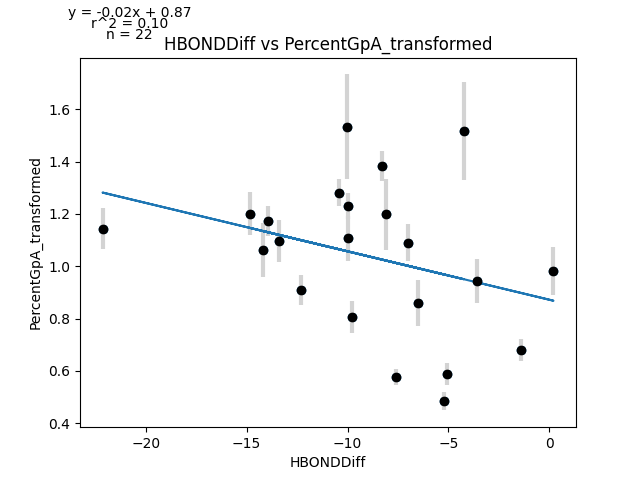 y = -0.02x + 0.87
r^2 = 0.10
n = 22
HBONDDiff vs PercentGpA_transformed
PercentGpA_transformed
1.6
1.4
1.2
1.0
0.8
0.6
0.4
−20 −15 −10 −5 0
HBONDDiff